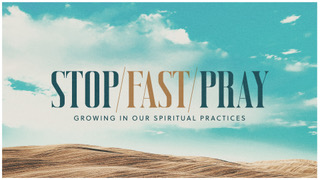 STOP/FAST/PRAY
GROWING IN OUR SPIRITUAL PRACTICES